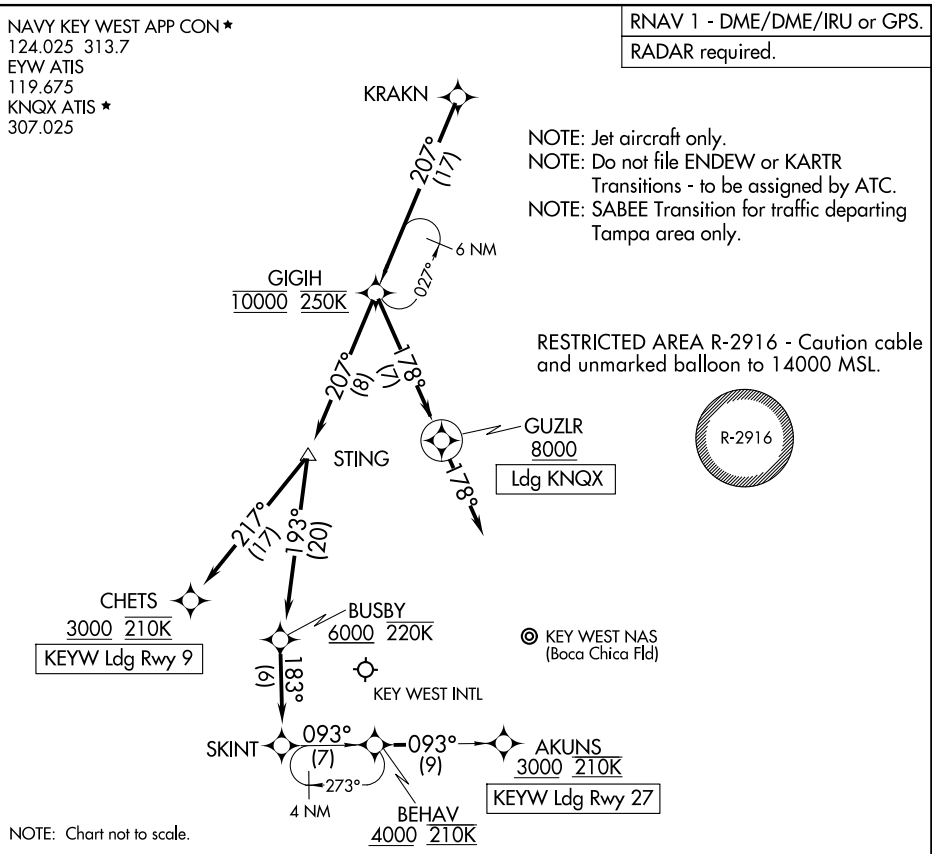 NAVY KEY WEST APP CON ★
124.025 313.7
EYW ATIS
119.675
KNQX ATIS ★
307.025
RNAV 1 - DME/DME/IRU or GPS.
RADAR required.
KRAKN
207°
(17)
NOTE: Jet aircraft only.
NOTE: Do not file ENDEW or KARTR
Transitions - to be assigned by ATC.
NOTE: SABEE Transition for traffic departing
Tampa area only.
6 NM
027°
GIGIH
10000 250K
RESTRICTED AREA R-2916 - Caution cable
and unmarked balloon to 14000 MSL.
R-2916
207°
(8)
178°
(7)
GUZLR
8000
Ldg KNQX
178°
STING
217°
(17)
193°
(20)
CHETS
3000 210K
KEYW Ldg Rwy 9
BUSBY
6000 220K
KEY WEST NAS
(Boca Chica Fld)
183°
(6)
KEY WEST INTL
SKINT
093°
(7)
093°
(9)
AKUNS
3000 210K
KEYW Ldg Rwy 27
273°
4 NM
BEHAV
4000 210K
NOTE: Chart not to scale.